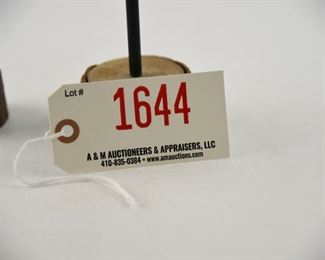 Lot #
1644
A & M AUCTIONEERS & APPRAISERS, LLC
410-835-0384 • www.amauctions.com